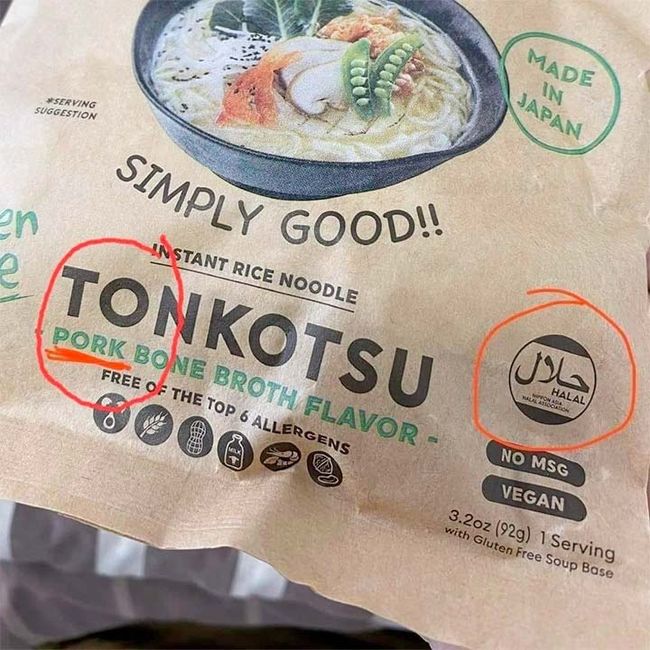 *SERVING
SUGGESTION
MADE
IN
JAPAN
SIMPLY GOOD!!
en
e
INSTANT RICE NOODLE
TONKOTSU
- PORK BONE BROTH FLAVOR -
FREE OF THE TOP 6 ALLERGENS
MILK
حلال
HALAL
NIPPON ASIA
HALAL ASSOCIATION
NO MSG
VEGAN
3.2oz (92g) 1 Serving
with Gluten Free Soup Base